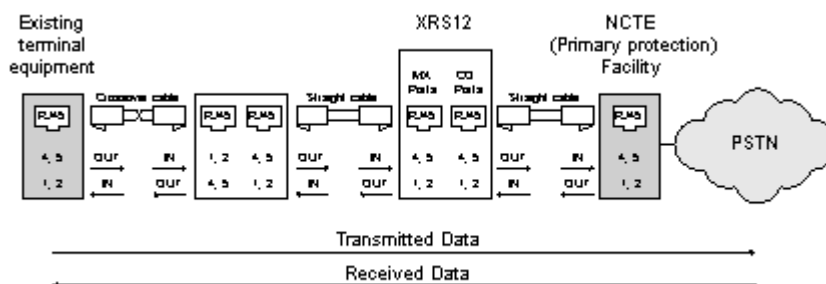 Existing
terminal
equipment
XRS12
NCTE
(Primary protection)
Facility
MX
Ports
CO
Ports
Crossover cable
Straight cable
Straight cable
RJ45
RJ45
RJ45
RJ45
RJ45
RJ45
PSTN
4, 5
OUT
IN
1, 2
4, 5
OUT
IN
4, 5
4, 5
OUT
IN
4, 5
1, 2
IN
OUT
4, 5
1, 2
IN
OUT
1, 2
1, 2
IN
OUT
1, 2
Transmitted Data
Received Data